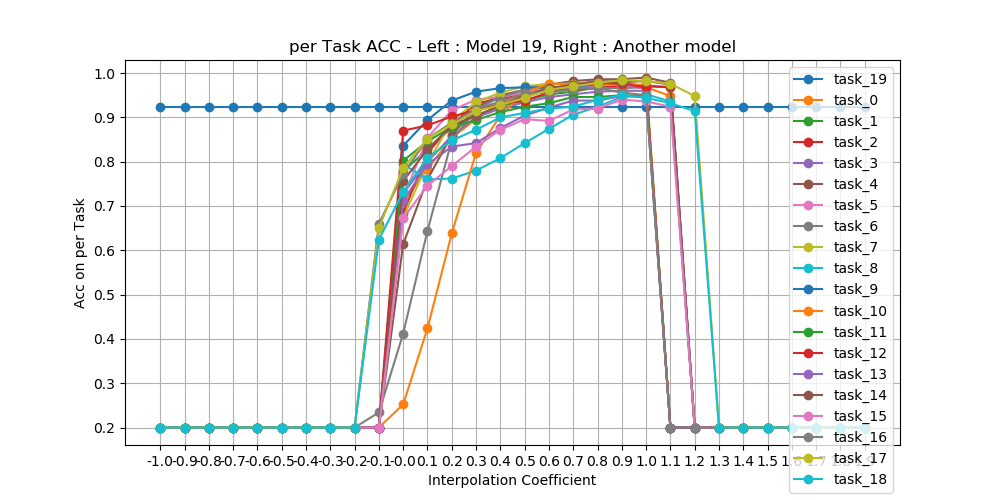 per Task ACC - Left : Model 19, Right : Another model
Acc on per Task
1.0
0.9
0.8
0.7
0.6
0.5
0.4
0.3
0.2
-1.0 -0.9 -0.8 -0.7 -0.6 -0.5 -0.4 -0.3 -0.2 -0.1 -0.0 0.1 0.2 0.3 0.4 0.5 0.6 0.7 0.8 0.9 1.0 1.1 1.2 1.3 1.4 1.5 1.6 1.7
Interpolation Coefficient
task_19
task_0
task_1
task_2
task_3
task_4
task_5
task_6
task_7
task_8
task_9
task_10
task_11
task_12
task_13
task_14
task_15
task_16
task_17
task_18